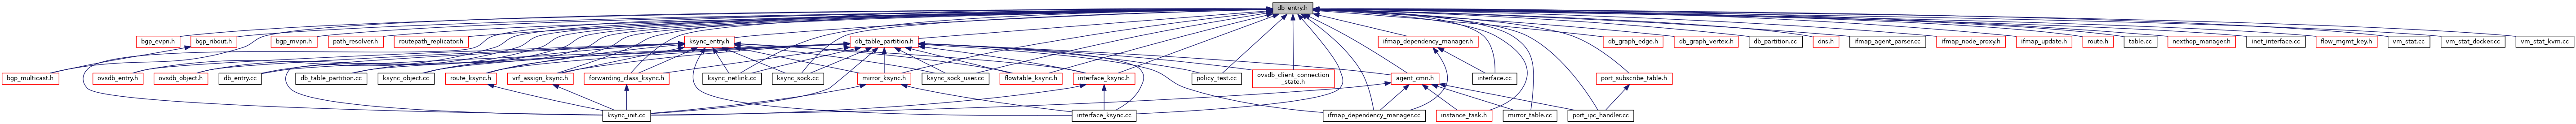 db_entry.h
bgp_evpn.h
bgp_ribout.h
bgp_mvpn.h
path_resolver.h
routepath_replicator.h
ksync_entry.h
db_table_partition.h
ifmap_dependency_manager.h
db_graph_edge.h
db_graph_vertex.h
db_partition.cc
dns.h
ifmap_agent_parser.cc
ifmap_node_proxy.h
ifmap_update.h
route.h
table.cc
nexthop_manager.h
inet_interface.cc
flow_mgmt_key.h
vm_stat.cc
vm_stat_docker.cc
vm_stat_kvm.cc
bgp_multicast.h
ovsdb_entry.h
ovsdb_object.h
db_entry.cc
db_table_partition.cc
ksync_object.cc
route_ksync.h
vrf_assign_ksync.h
forwarding_class_ksync.h
ksync_netlink.cc
ksync_sock.cc
mirror_ksync.h
ksync_sock_user.cc
flowtable_ksync.h
interface_ksync.h
policy_test.cc
ovsdb_client_connection
_state.h
agent_cmn.h
interface.cc
port_subscribe_table.h
ksync_init.cc
interface_ksync.cc
ifmap_dependency_manager.cc
instance_task.h
mirror_table.cc
port_ipc_handler.cc